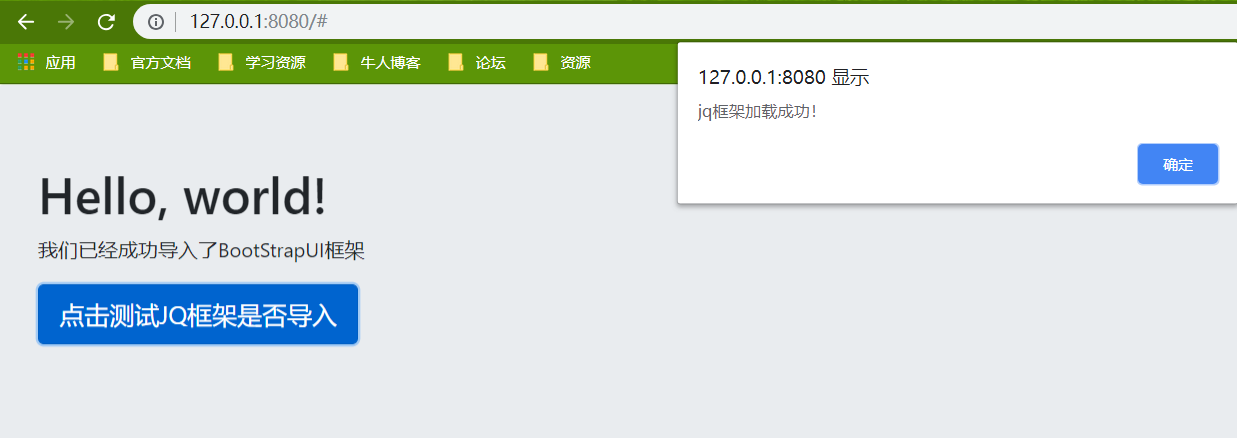 127.0.0.1:8080/#
应用 官方文档 学习资源 牛人博客 论坛 资源
127.0.0.1:8080 显示
jq框架加载成功！
确定
Hello, world!
我们已经成功导入了BootStrapUI框架
点击测试JQ框架是否导入